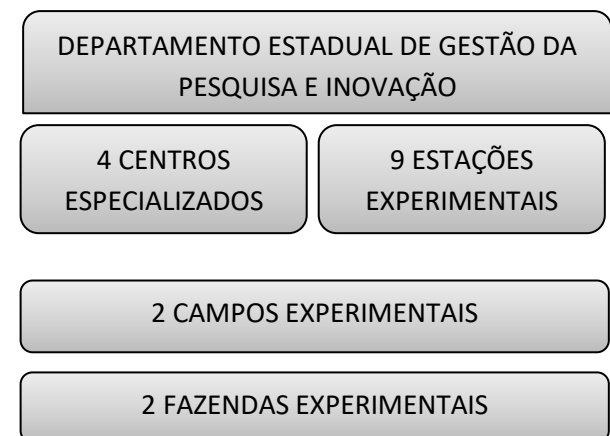 DEPARTAMENTO ESTADUAL DE GESTÃO DA
PESQUISA E INOVAÇÃO
4 CENTROS
ESPECIALIZADOS
9 ESTAÇÕES
EXPERIMENTAIS
2 CAMPOS EXPERIMENTAIS
2 FAZENDAS EXPERIMENTAIS